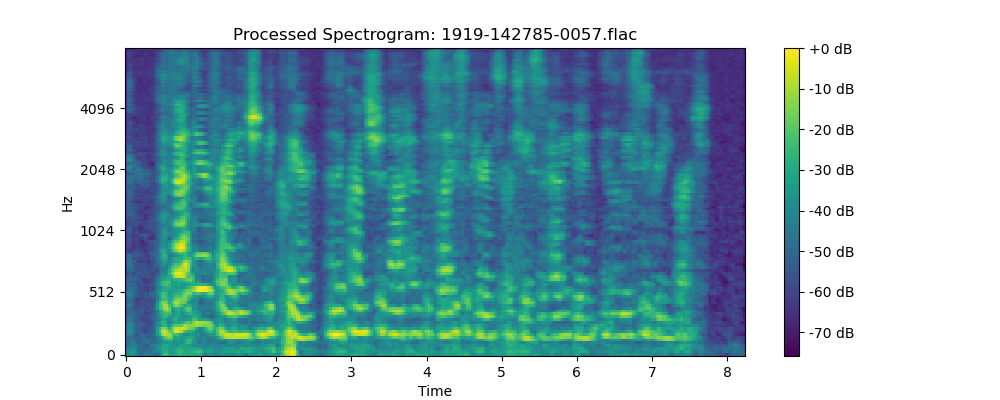 Processed Spectrogram: 1919-142785-0057.flac
Hz
4096
2048
1024
512
0
0 1 2 3 4 5 6 7 8
Time
+0 dB
-10 dB
-20 dB
-30 dB
-40 dB
-50 dB
-60 dB
-70 dB